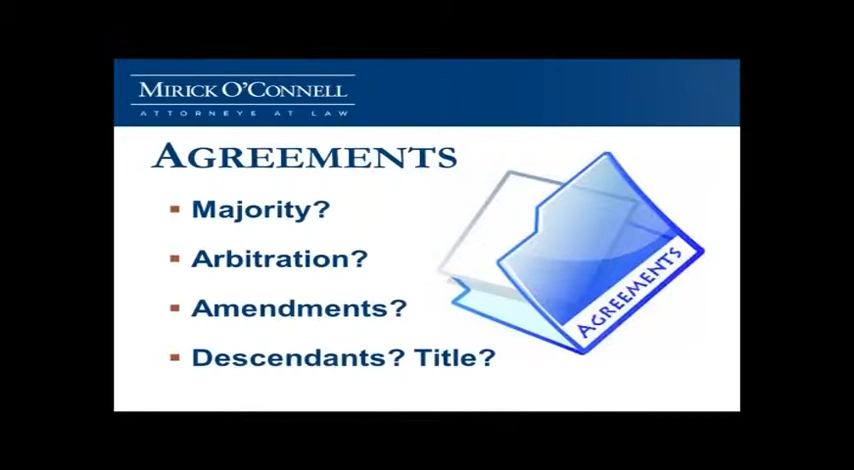 MIRICK O'CONNELL
ATTORNEYS AT LAW
AGREEMENTS
Majority?
Arbitration?
Amendments?
Descendants? Title?
AGREEMENTS